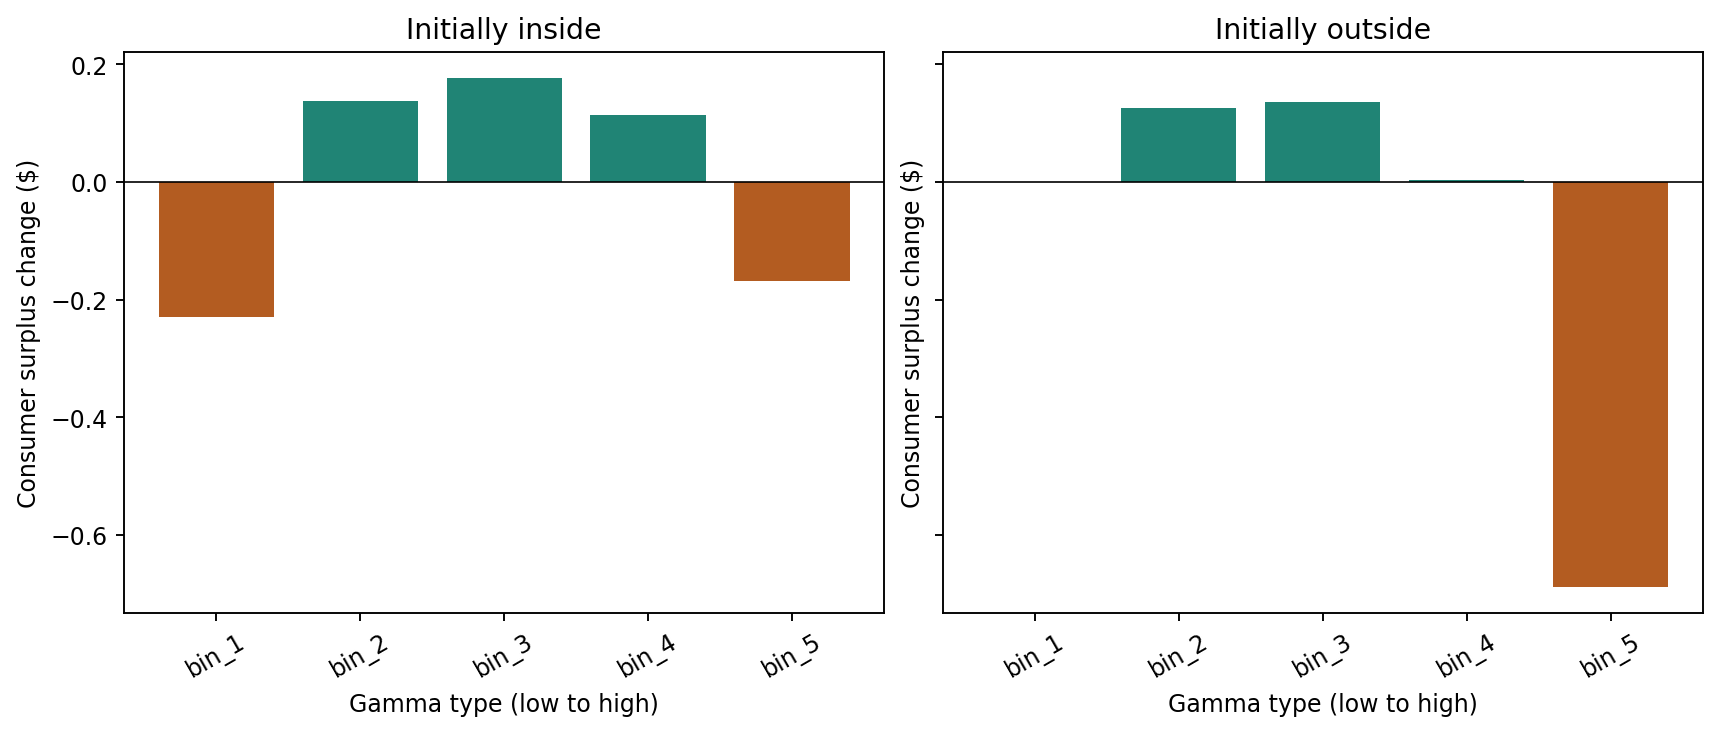 Initially inside
Consumer surplus change ($)
0.2
0.0
−0.2
−0.4
−0.6
bin_1
bin_2
bin_3
bin_4
bin_5
Gamma type (low to high)
Initially outside
Consumer surplus change ($)
bin_1
bin_2
bin_3
bin_4
bin_5
Gamma type (low to high)